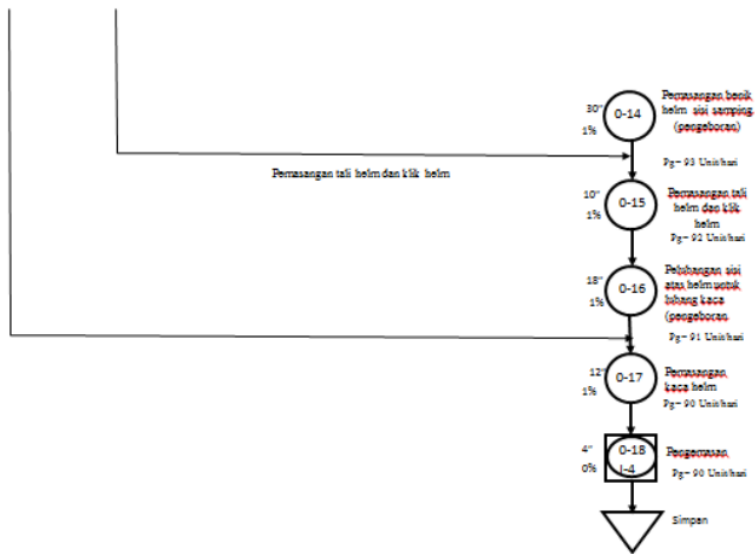 30"
1%
0-14
Pemasangan benik
helm sisi samping
(pengeboran)
Pg= 93 Unit/hari
Pemasangan tali helm dan klik helm
10"
1%
0-15
Pemasangan tali
helm dan klik
helm
Pg= 92 Unit/hari
18"
1%
0-16
Pelubangan sisi
atas helm untuk
lubang kaca
(pengeboran
Pg= 91 Unit/hari
12"
1%
0-17
Pemasangan
kaca helm
Pg= 90 Unit/hari
4"
0%
0-18
I-4
Pengemasan
Pg= 90 Unit/hari
Simpan